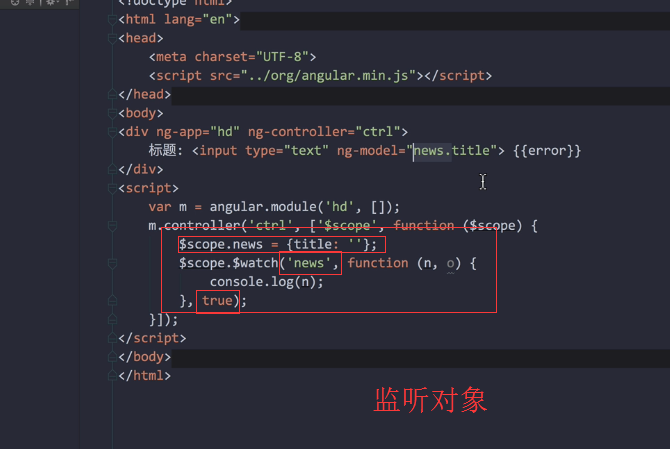 <!doctype html>
<html lang="en">
<head>
<meta charset="UTF-8">
<script src="../org/angular.min.js"></script>
</head>
<body>
<div ng-app="hd" ng-controller="ctrl">
标题: <input type="text" ng-model="news.title"> {{error}}
</div>
<script>
var m = angular.module('hd', []);
m.controller('ctrl', ['$scope', function ($scope) {
$scope.news = {title: ''};
$scope.$watch('news', function (n, o) {
console.log(n);
}, true);
}]);
</script>
</body>
</html>
监听对象